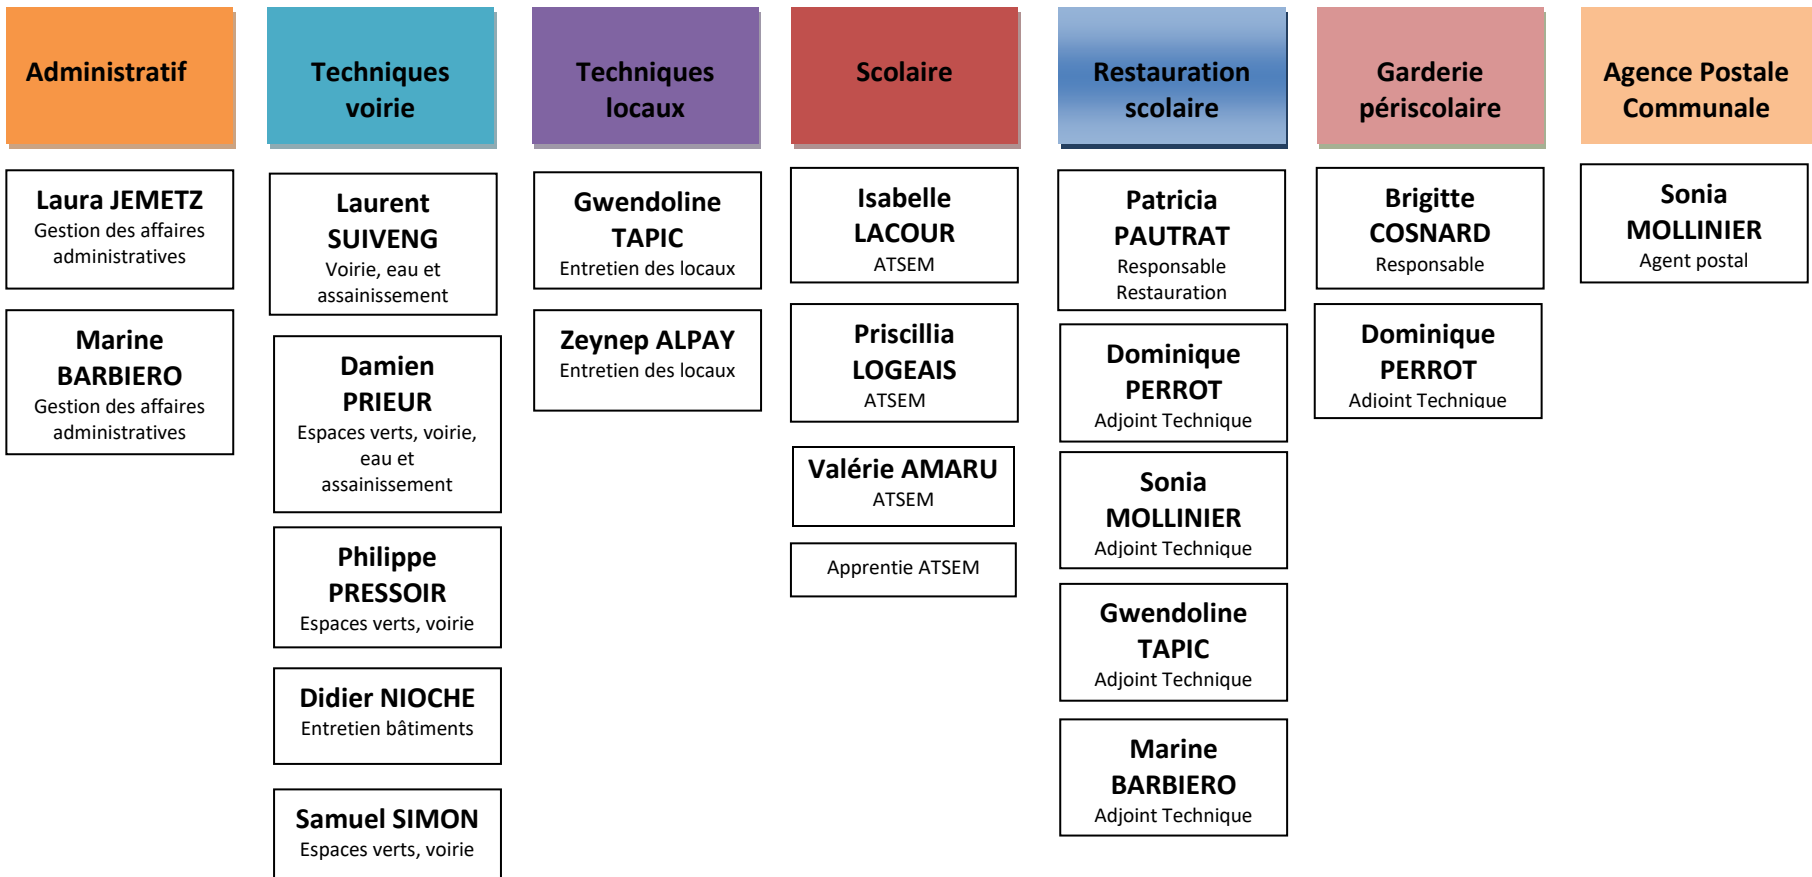 Administratif
Laura JEMETZ
Gestion des affaires
administratives
Marine
BARBIERO
Gestion des affaires
administratives
Techniques
voirie
Laurent
SUIVENG
Voirie, eau et
assainissement
Damien
PRIEUR
Espaces verts, voirie,
eau et
assainissement
Philippe
PRESSOIR
Espaces verts, voirie
Didier NIOCHE
Entretien bâtiments
Samuel SIMON
Espaces verts, voirie
Techniques
locaux
Gwendoline
TAPIC
Entretien des locaux
Zeynep ALPAY
Entretien des locaux
Scolaire
Isabelle
LACOUR
ATSEM
Priscillia
LOGEAIS
ATSEM
Valérie AMARU
ATSEM
Apprentie ATSEM
Restauration
scolaire
Patricia
PAUTRAT
Responsable
Restauration
Dominique
PERROT
Adjoint Technique
Sonia
MOLLINIER
Adjoint Technique
Gwendoline
TAPIC
Adjoint Technique
Marine
BARBIERO
Adjoint Technique
Garderie
périscolaire
Brigitte
COSNARD
Responsable
Dominique
PERROT
Adjoint Technique
Agence Postale
Communale
Sonia
MOLLINIER
Agent postal